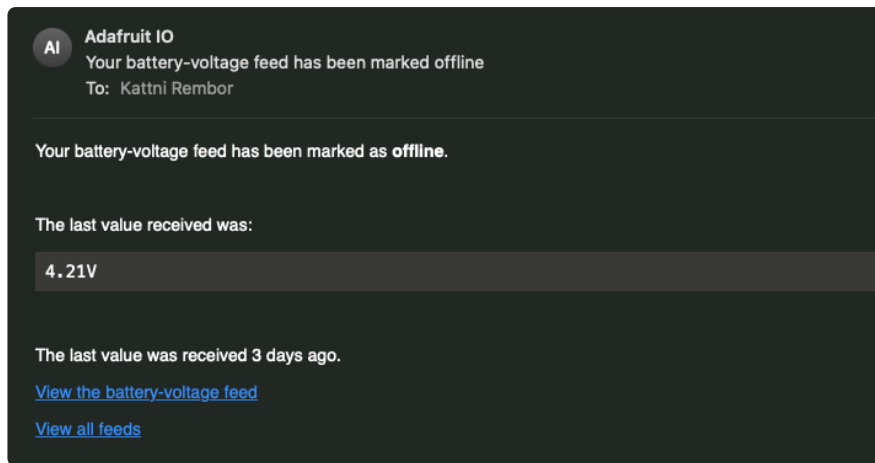 AI
Adafruit IO
Your battery-voltage feed has been marked offline
To: Kattni Rembor
Your battery-voltage feed has been marked as offline.
The last value received was:
4.21V
The last value was received 3 days ago.
View the battery-voltage feed
View all feeds